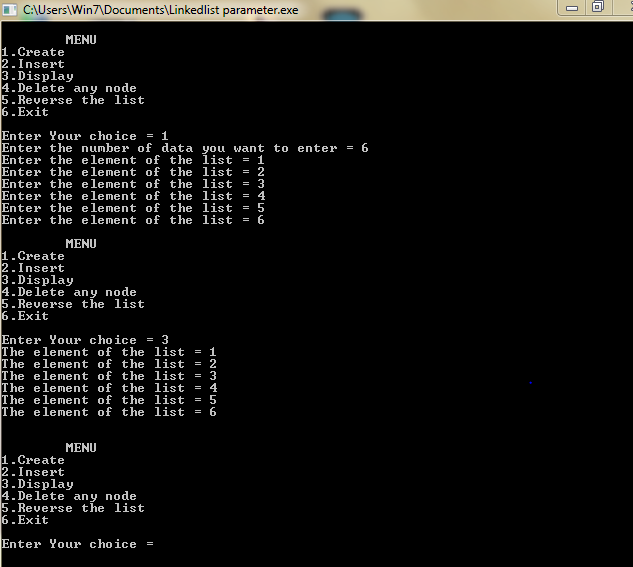 C:\Users\Win7\Documents\Linkedlist parameter.exe
MENU
1.Create
2.Insert
3.Display
4.Delete any node
5.Reverse the list
6.Exit
Enter Your choice = 1
Enter the number of data you want to enter = 6
Enter the element of the list = 1
Enter the element of the list = 2
Enter the element of the list = 3
Enter the element of the list = 4
Enter the element of the list = 5
Enter the element of the list = 6
MENU
1.Create
2.Insert
3.Display
4.Delete any node
5.Reverse the list
6.Exit
Enter Your choice = 3
The element of the list = 1
The element of the list = 2
The element of the list = 3
The element of the list = 4
The element of the list = 5
The element of the list = 6
MENU
1.Create
2.Insert
3.Display
4.Delete any node
5.Reverse the list
6.Exit
Enter Your choice =